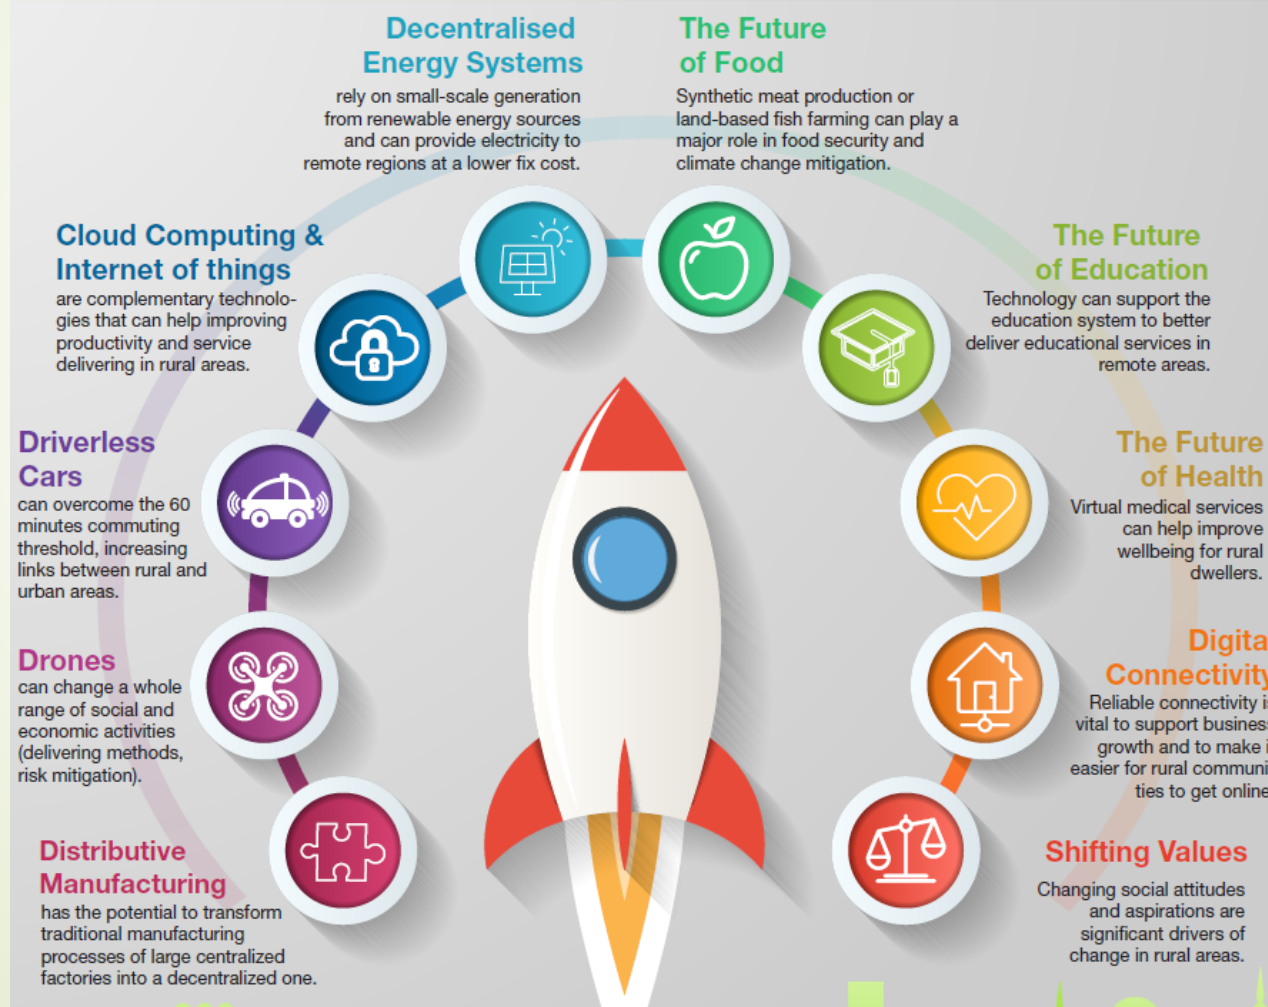 Decentralised
Energy Systems
rely on small-scale generation
from renewable energy sources
and can provide electricity to
remote regions at a lower fix cost.
The Future
of Food
Synthetic meat production or
land-based fish farming can play a
major role in food security and
climate change mitigation.
Cloud Computing &
Internet of things
are complementary technolo-
gies that can help improving
productivity and service
delivering in rural areas.
The Future
of Education
Technology can support the
education system to better
deliver educational services in
remote areas.
Driverless
Cars
can overcome the 60
minutes commuting
threshold, increasing
links between rural and
urban areas.
The Future
of Health
Virtual medical services
can help improve
wellbeing for rural
dwellers.
Drones
can change a whole
range of social and
economic activities
(delivering methods,
risk mitigation).
Digita
Connectivity
Reliable connectivity is
vital to support business
growth and to make i
easier for rural communi
ties to get online
Distributive
Manufacturing
has the potential to transform
traditional manufacturing
processes of large centralized
factories into a decentralized one.
Shifting Values
Changing social attitudes
and aspirations are
significant drivers of
change in rural areas.